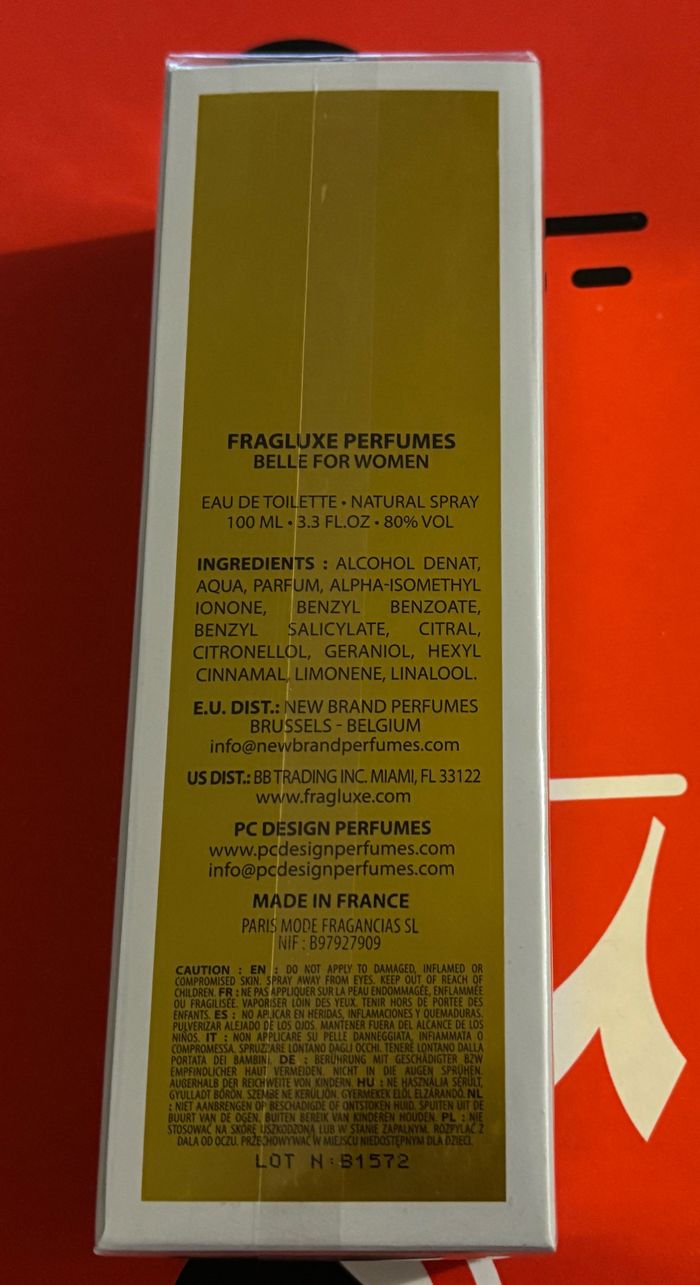 FRAGLUXE PERFUMES
BELLE FOR WOMEN
EAU DE TOILETTE • NATURAL SPRAY
100 ML • 3.3 FL.OZ • 80% VOL
INGREDIENTS : ALCOHOL DENAT,
AQUA, PARFUM, ALPHA-ISOMETHYL
IONONE, BENZYL BENZOATE,
BENZYL SALICYLATE, CITRAL,
CITRONELLOL, GERANIOL, HEXYL
CINNAMAL, LIMONENE, LINALOOL.
E.U. DIST.: NEW BRAND PERFUMES
BRUSSELS - BELGIUM
info@newbrandperfumes.com
US DIST.: BB TRADING INC. MIAMI, FL 33122
www.fragluxe.com
PC DESIGN PERFUMES
www.pcdesignperfumes.com
info@pcdesignperfumes.com
MADE IN FRANCE
PARIS MODE FRAGANCIAS SL
NIF : B97927909
CAUTION : EN : DO NOT APPLY TO DAMAGED, INFLAMED OR
COMPROMISED SKIN. SPRAY AWAY FROM EYES. KEEP OUT OF REACH OF
CHILDREN. FR : NE PAS APPLIQUER SUR LA PEAU ENDOMMAGÉE, ENFLAMMÉE
OU FRAGILISÉE. VAPORISER LOIN DES YEUX. TENIR HORS DE PORTEE DES
ENFANTS. ES : NO APLICAR EN HERIDAS, INFLAMACIONES Y QUEMADURAS.
PULVERIZAR ALEJADO DE LOS OJOS. MANTENER FUERA DEL ALCANCE DE LOS
NIÑOS. IT : NON APPLICARE SU PELLE DANNEGGIATA, INFIAMMATA O
COMPROMESSA. SPRUZZARE LONTANO DAGLI OCCHI. TENERE LONTANO DALLA
PORTATA DEI BAMBINI. DE : BERÜHRUNG MIT GESCHÄDIGTER BZW
EMPFINDLICHER HAUT VERMEIDEN. NICHT IN DIE AUGEN SPRÜHEN.
AUßERHALB DER REICHWEITE VON KINDERN. HU : NE HASZNÁLJA SÉRÜLT,
GYULLADT BŐRÖN. SZEMBE NE KERÜLJÖN. GYERMEKEK ELŐL ELZÁRANDÓ. NL
: NIET AANBRENGEN OP BESCHADIGDE OF ONTSTOKEN HUID. SPUITEN UIT DE
BUURT VAN DE OGEN. BUITEN BEREIK VAN KINDEREN HOUDEN. PL : NIE
STOSOWAĆ NA SKÓRĘ USZKODZONĄ LUB W STANIE ZAPALNYM. ROZPYLAĆ Z
DALA OD OCZU. PRZECHOWYWAĆ W MIEJSCU NIEDOSTĘPNYM DLA DZIECI.
LOT N:B1572